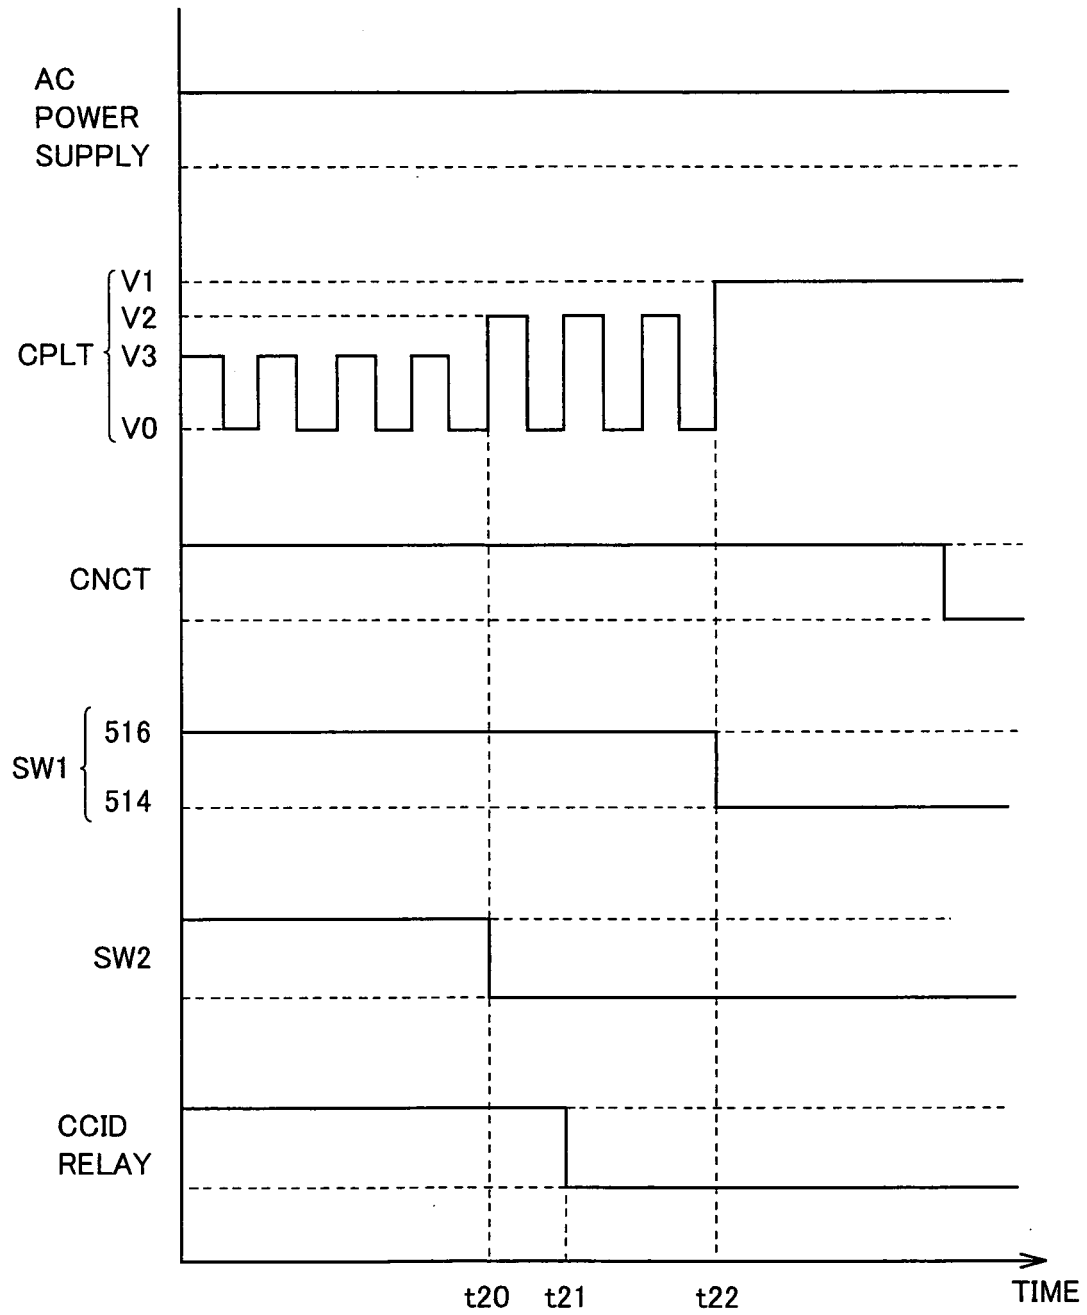 AC
POWER
SUPPLY
V1
V2
CPLT
V3
V0
CNCT
516
SW1
514
SW2
CCID
RELAY
t20
t21
t22
TIME